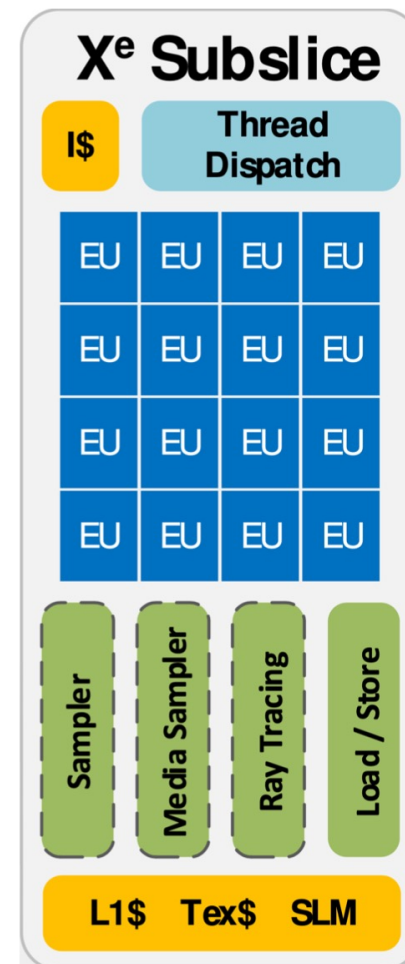 Xᵉ Subslice
I$
Thread
Dispatch
EU EU EU EU
EU EU EU EU
EU EU EU EU
EU EU EU EU
Sampler
Media Sampler
Ray Tracing
Load / Store
L1$ Tex$ SLM